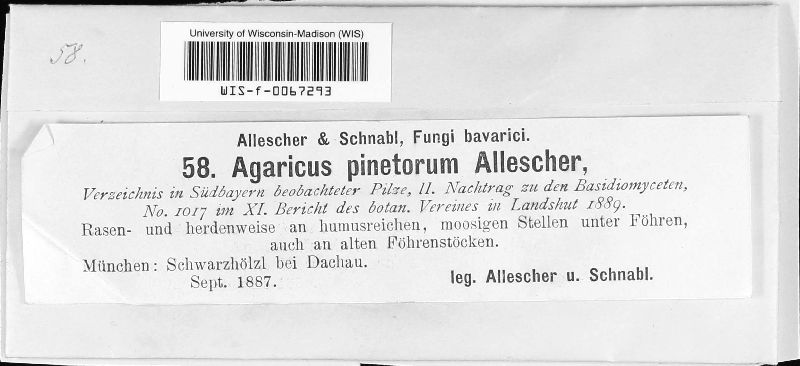 58.
University of Wisconsin-Madison (WIS)
WIS-f-0067293
Allescher & Schnabl, Fungi bavarici.
58. Agaricus pinetorum Allescher,
Verzeichnis in Südbayern beobachteter Pilze, II. Nachtrag zu den Basidiomyceten,
No. 1017 im XI. Bericht des botan. Vereines in Landshut 1889.
Rasen- und herdenweise an humusreichen, moosigen Stellen unter Föhren,
auch an alten Föhrenstöcken.
München: Schwarzhölzl bei Dachau.
Sept. 1887.
leg. Allescher u. Schnabl.